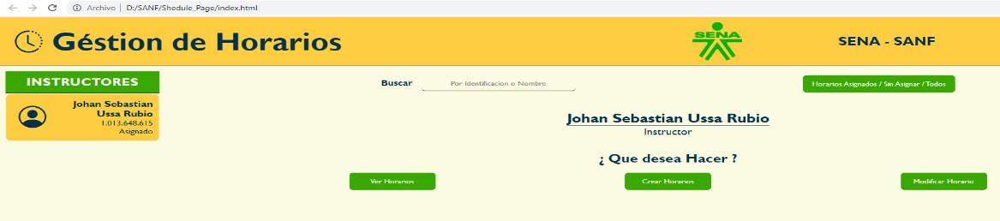 Archivo | D:/SANF/Shedule_Page/index.html
Géstion de Horarios
SENA
SENA - SANF
INSTRUCTORES
Johan Sebastian
Ussa Rubio
1.013.648.615
Asignado
Buscar Por Identificacion o Nombre
Horarios Asignados / Sin Asignar / Todos
Johan Sebastian Ussa Rubio
Instructor
¿ Que desea Hacer ?
Ver Horarios
Crear Horarios
Modificar Horario